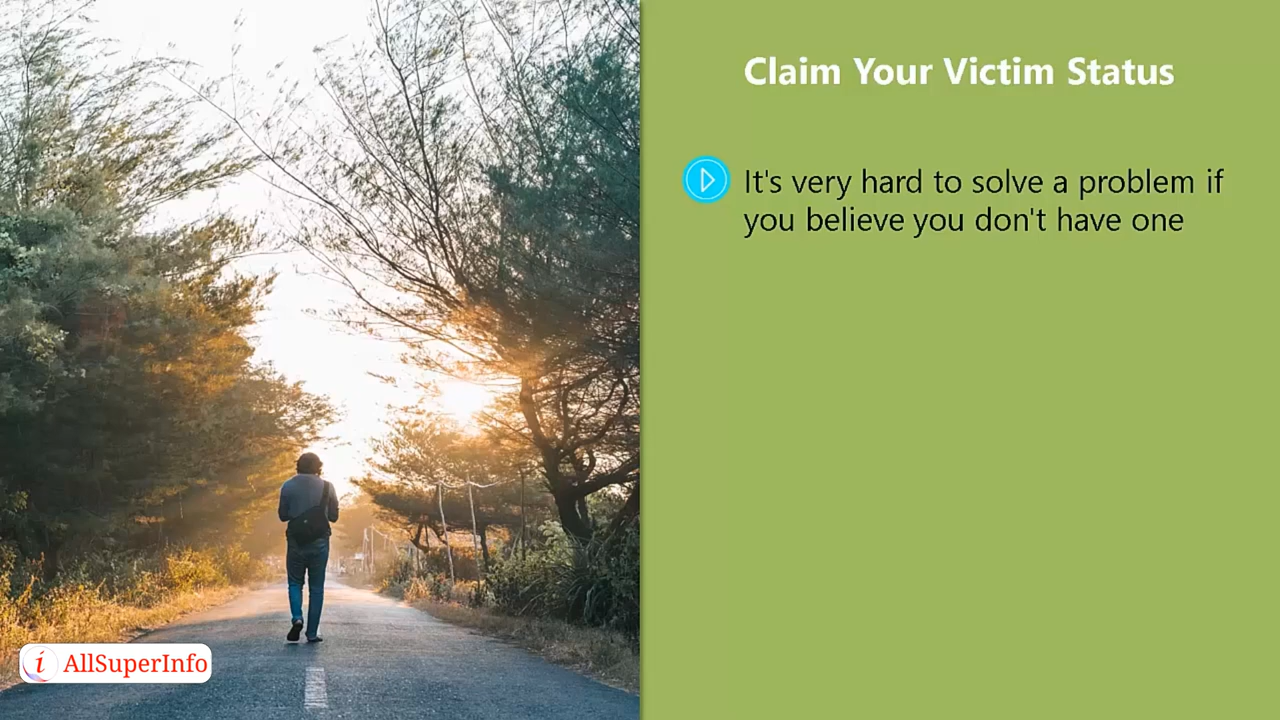 Claim Your Victim Status
It's very hard to solve a problem if
you believe you don't have one
i AllSuperInfo